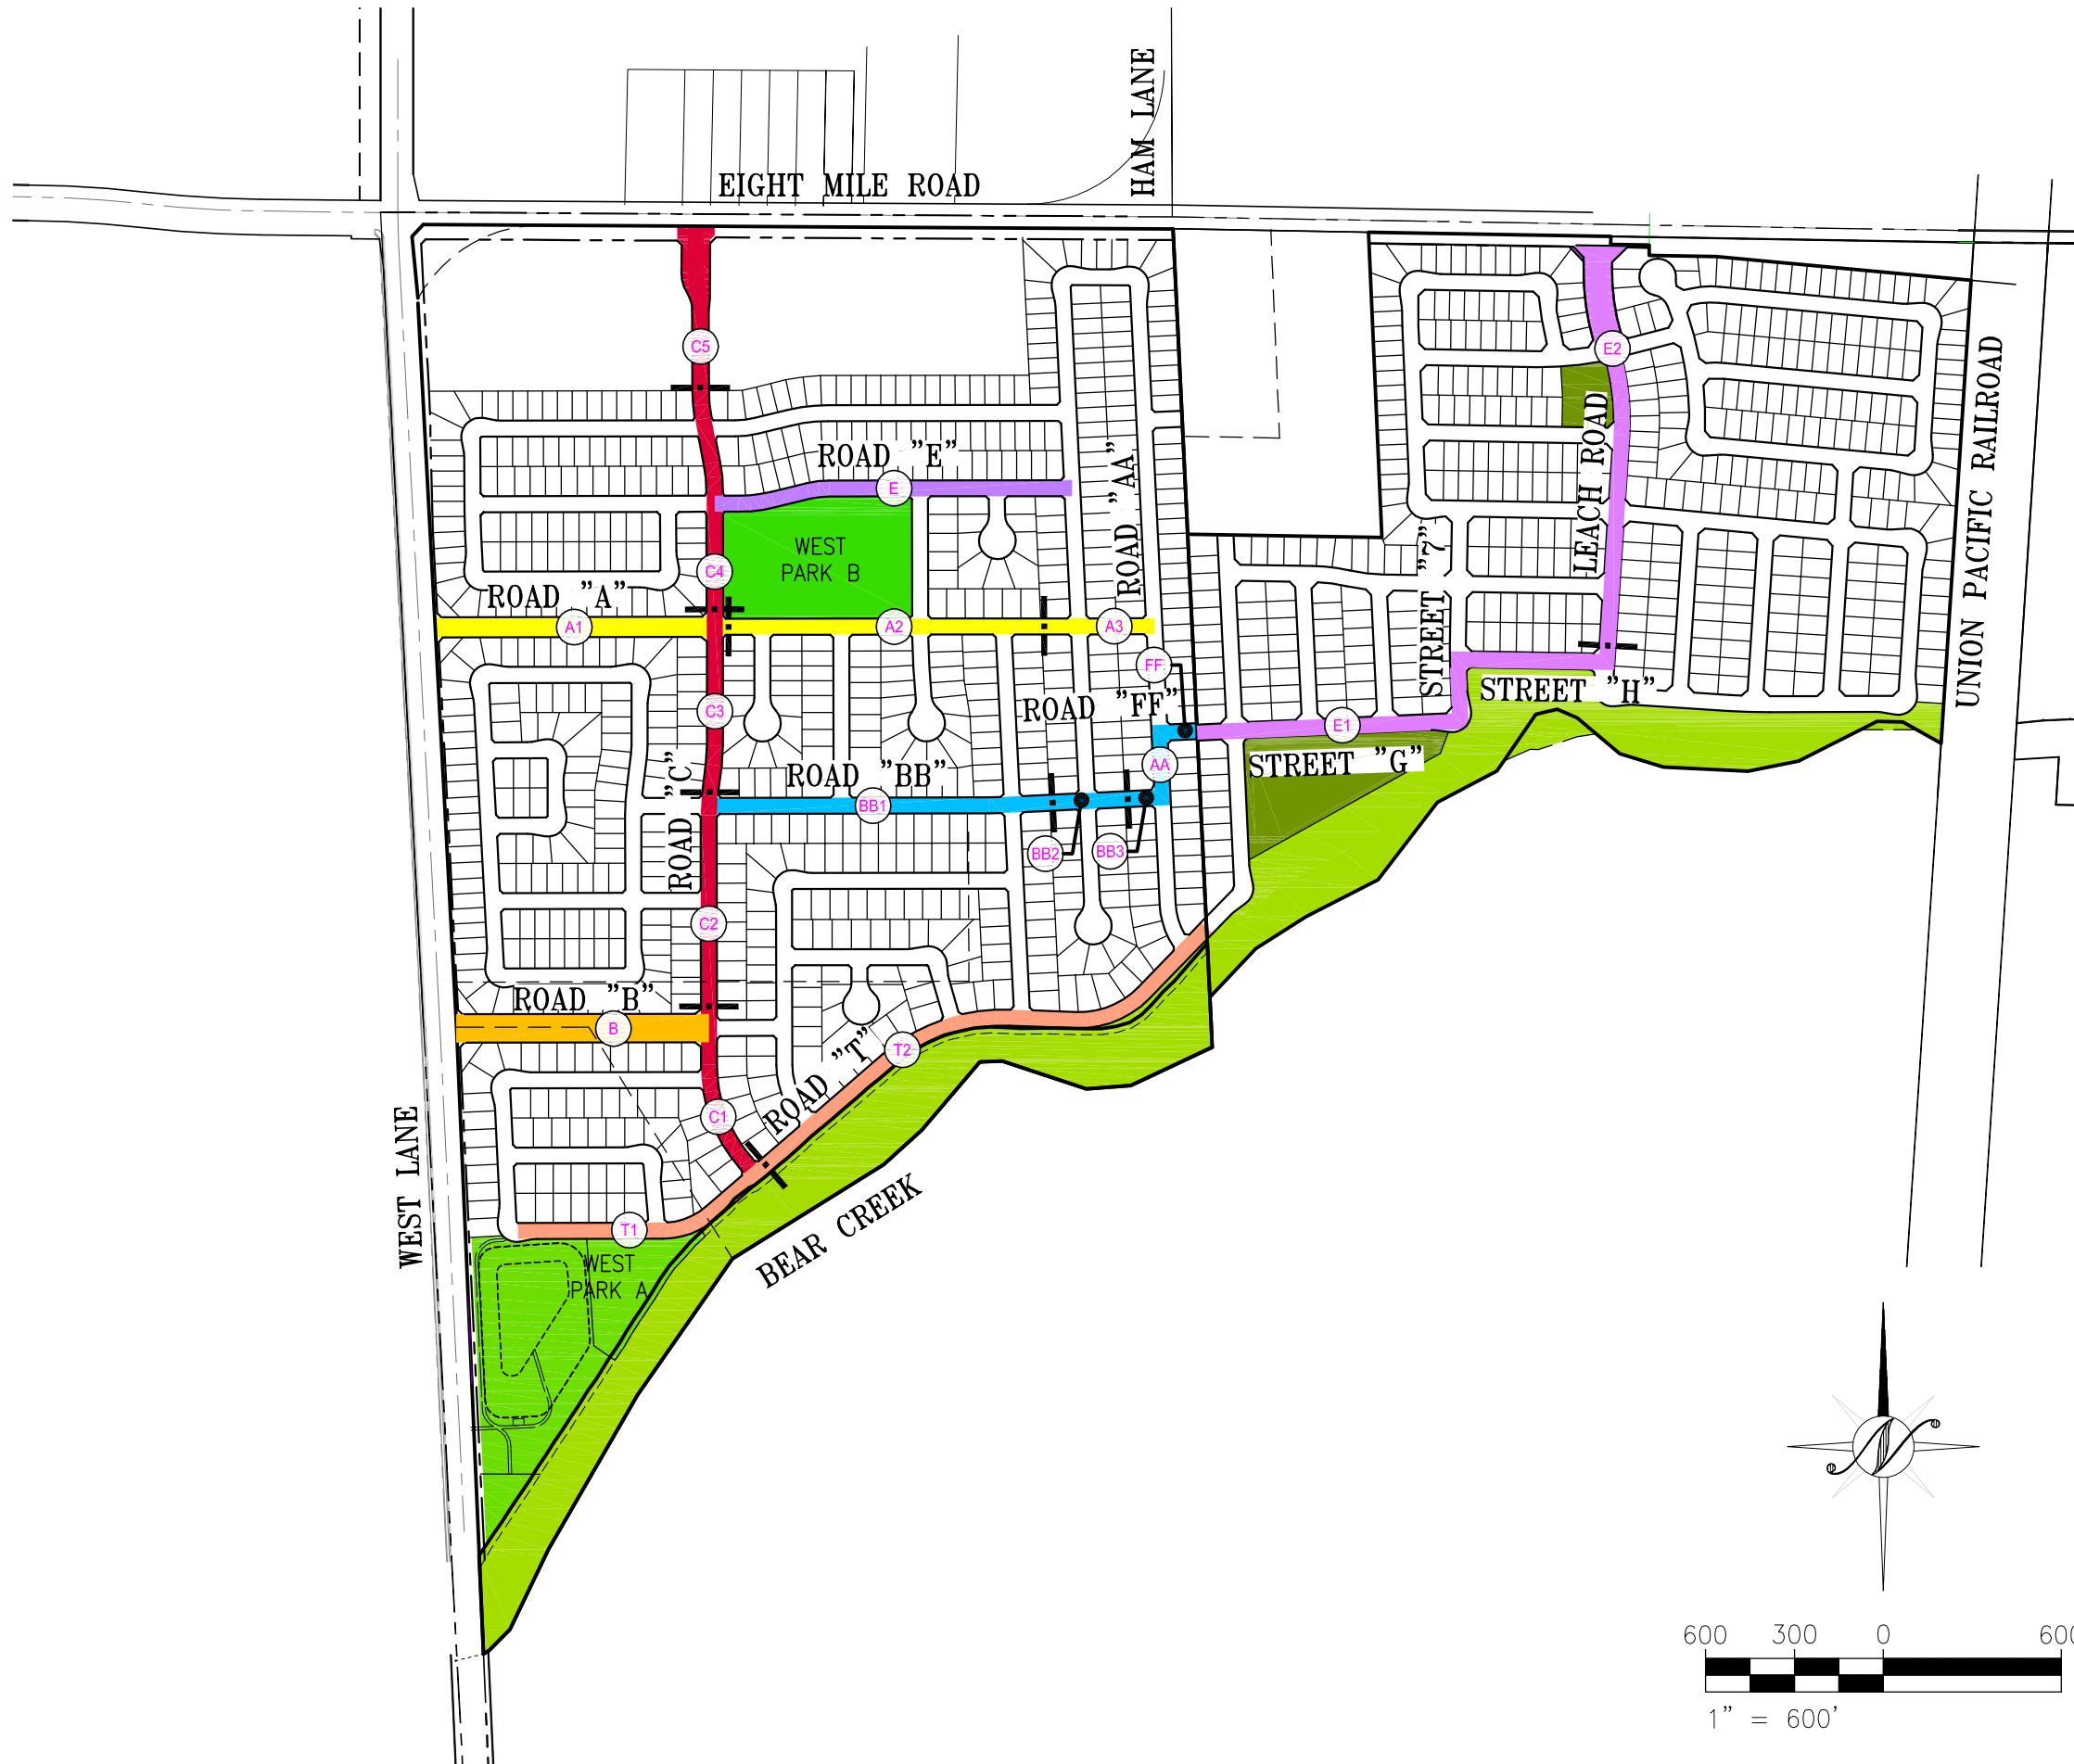 HAM LANE
EIGHT MILE ROAD
C5
E2
ROAD "E"
E
ROAD "AA"
LEACH ROAD
UNION PACIFIC RAILROAD
WEST
PARK B
C4
ROAD "A"
A1
A2
A3
STREET "7"
FF
ROAD "FF"
STREET "H"
C3
E1
ROAD "C"
ROAD "BB"
AA
STREET "G"
BB1
BB2
BB3
C2
ROAD "B"
B
ROAD "T"
T2
C1
WEST LANE
T1
BEAR CREEK
WEST
PARK A
600 300 0 600
1" = 600'